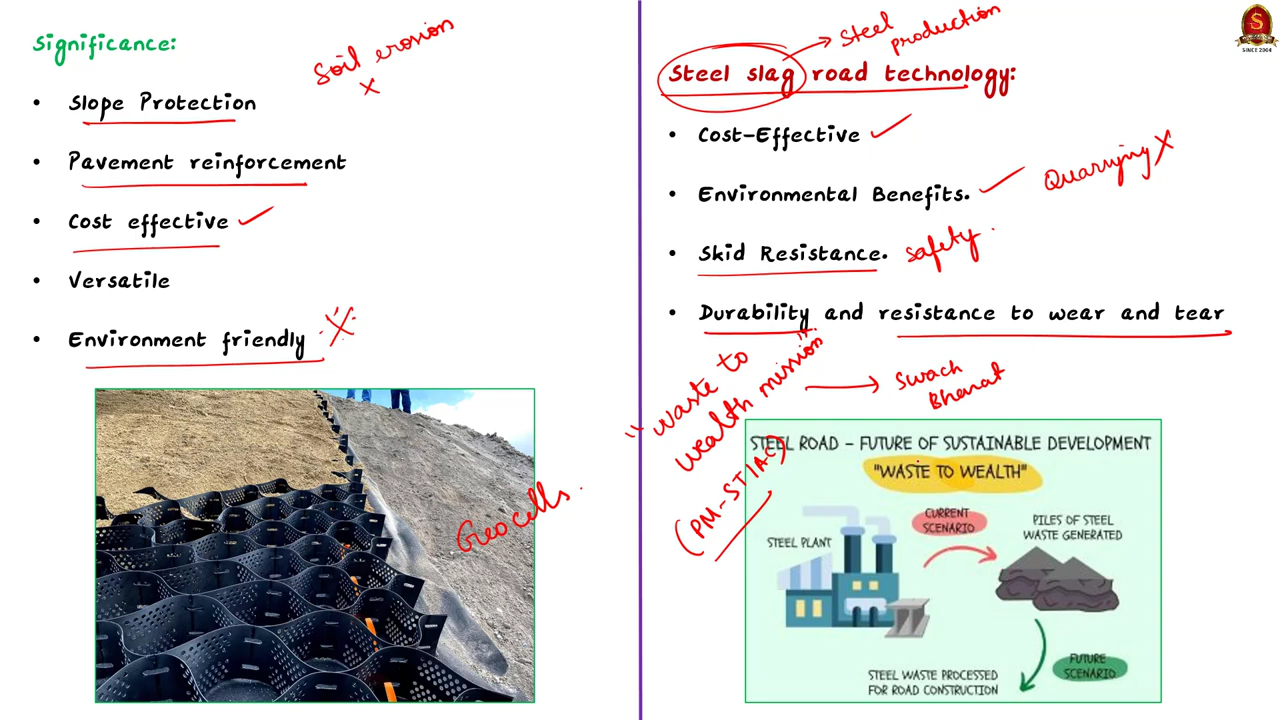 Significance:
Soil erosion
x
• Slope Protection
• Pavement reinforcement
• Cost effective
• Versatile
• Environment friendly
Geocells.
S
SINCE 2004
Steel slag road technology:
Steel
production
• Cost-Effective
• Environmental Benefits.
Quarrying x
• Skid Resistance.
Safety.
• Durability and resistance to wear and tear
"Waste to
wealth mission"
(PM-STIAC)
Swach
Bharat
STEEL ROAD – FUTURE OF SUSTAINABLE DEVELOPMENT
"WASTE TO WEALTH"
CURRENT
SCENARIO
STEEL PLANT
PILES OF STEEL
WASTE GENERATED
FUTURE
SCENARIO
STEEL WASTE PROCESSED
FOR ROAD CONSTRUCTION